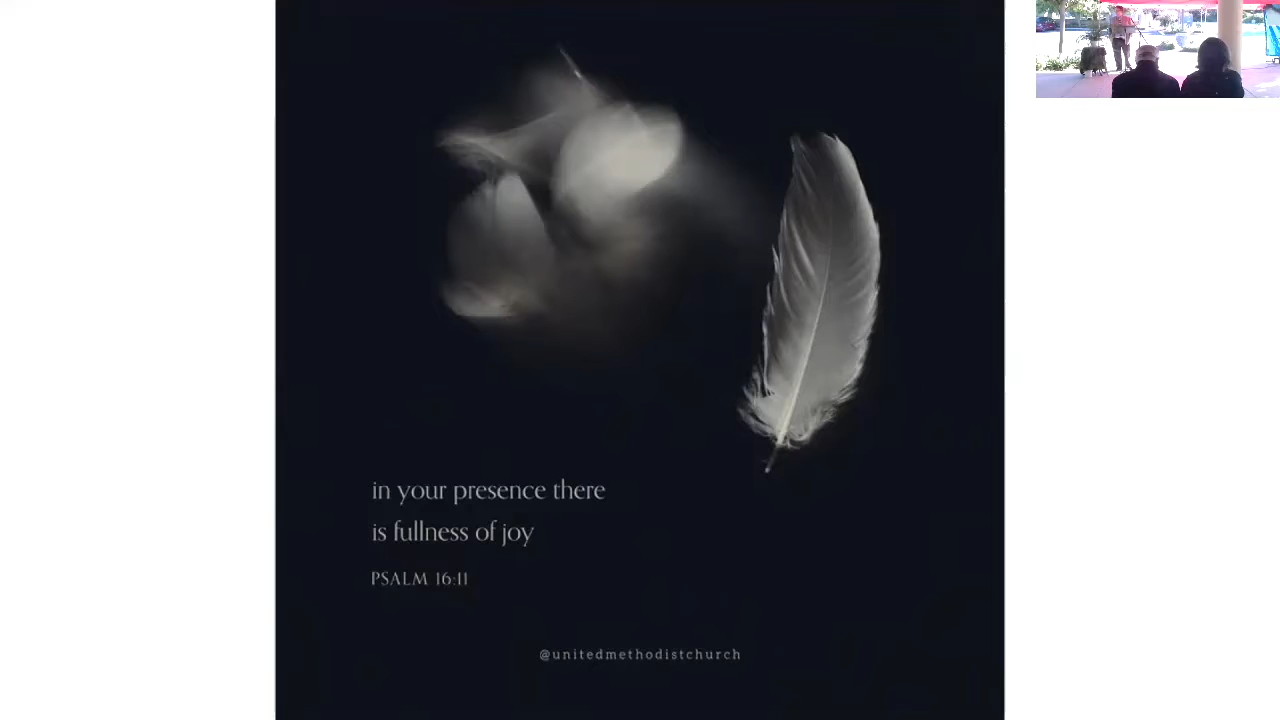 in your presence there
is fullness of joy
PSALM 16:11
@unitedmethodistchurch